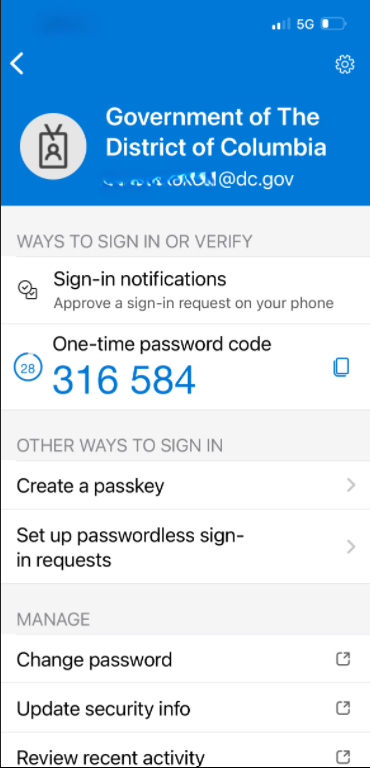 5G
Government of The
District of Columbia
@dc.gov
WAYS TO SIGN IN OR VERIFY
Sign-in notifications
Approve a sign-in request on your phone
One-time password code
28
316 584
OTHER WAYS TO SIGN IN
Create a passkey
Set up passwordless sign-
in requests
MANAGE
Change password
Update security info
Review recent activity